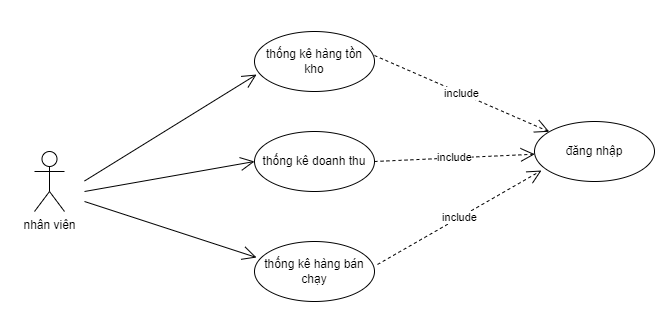 thống kê hàng tồn
kho
include
thống kê doanh thu
include
đăng nhập
nhân viên
include
thống kê hàng bán
chạy